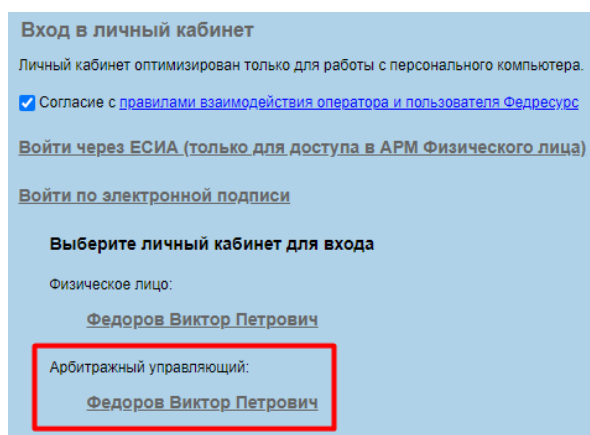 Вход в личный кабинет
Личный кабинет оптимизирован только для работы с персонального компьютера.
Согласие с правилами взаимодействия оператора и пользователя Федресурс
Войти через ЕСИА (только для доступа в АРМ Физического лица)
Войти по электронной подписи
Выберите личный кабинет для входа
Физическое лицо:
Федоров Виктор Петрович
Арбитражный управляющий:
Федоров Виктор Петрович